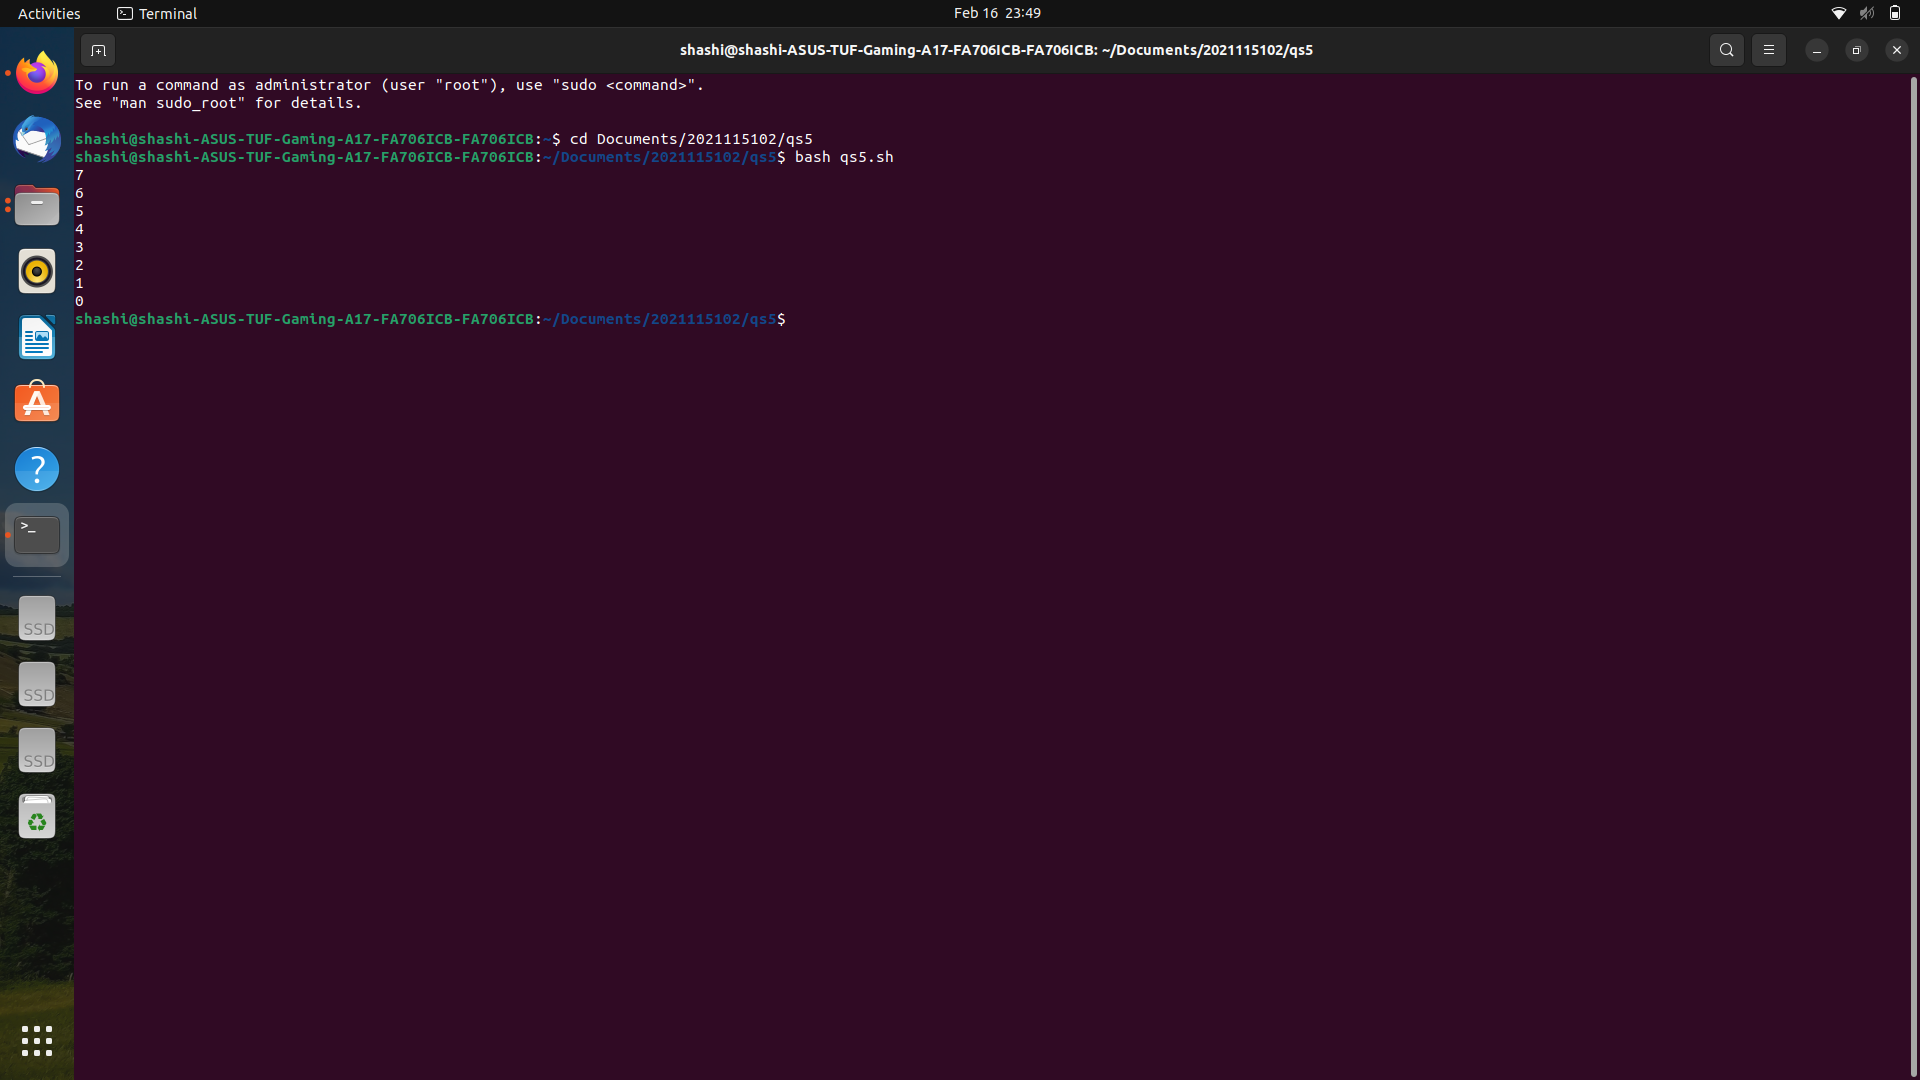 Activities
Terminal
Feb 16 23:49
shashi@shashi-ASUS-TUF-Gaming-A17-FA706ICB-FA706ICB: ~/Documents/2021115102/qs5
To run a command as administrator (user "root"), use "sudo <command>".
See "man sudo_root" for details.
shashi@shashi-ASUS-TUF-Gaming-A17-FA706ICB-FA706ICB:~$ cd Documents/2021115102/qs5
shashi@shashi-ASUS-TUF-Gaming-A17-FA706ICB-FA706ICB:~/Documents/2021115102/qs5$ bash qs5.sh
7
6
5
4
3
2
1
0
shashi@shashi-ASUS-TUF-Gaming-A17-FA706ICB-FA706ICB:~/Documents/2021115102/qs5$
SSD
SSD
SSD